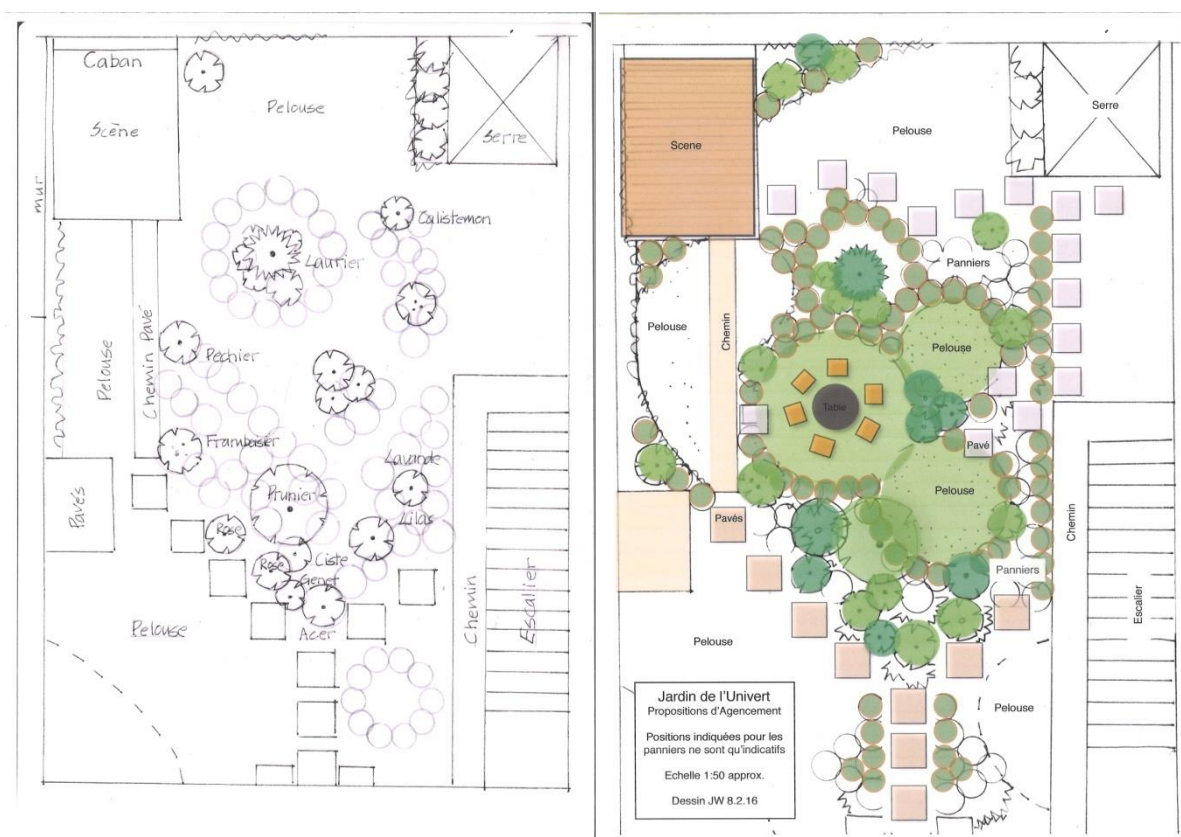 Caban
Scène
Pelouse
Serre
mur
Calistemon
Laurier
Pelouse
Chemin Pavé
Pechier
Frambasier
Lavande
Prunier
Pavés
Lilas
Rose
Ciste
Rose
Genet
Acer
Pelouse
Chemin
Escallier
Serre
Pelouse
Scene
Panniers
Pelouse
Chemin
Pelouse
Table
Pavé
Pelouse
Pavés
Chemin
Panniers
Escalier
Pelouse
Pelouse
Jardin de l'Univert
Propositions d'Agencement
Positions indiquées pour les
panniers ne sont qu'indicatifs
Echelle 1:50 approx.
Dessin JW 8.2.16